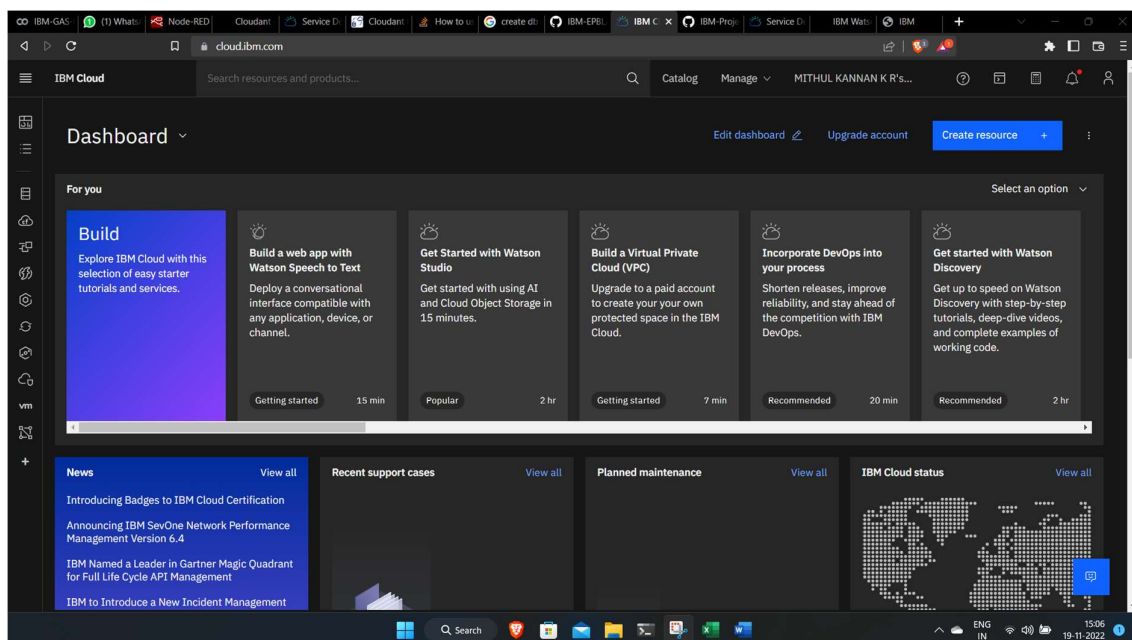 IBM-GAS
(1) Whats
Node-RED
Cloudant
Service D
Cloudant
How to u
create db
IBM-EPBL
IBM C
IBM-Proje
Service D
IBM Wats
IBM
cloud.ibm.com
IBM Cloud
Search resources and products...
Catalog
Manage
MITHUL KANNAN K R's...
Dashboard
Edit dashboard
Upgrade account
Create resource +
For you
Select an option
Build
Explore IBM Cloud with this
selection of easy starter
tutorials and services.
Build a web app with
Watson Speech to Text
Deploy a conversational
interface compatible with
any application, device, or
channel.
Getting started
15 min
Get Started with Watson
Studio
Get started with using AI
and Cloud Object Storage in
15 minutes.
Popular
2 hr
Build a Virtual Private
Cloud (VPC)
Upgrade to a paid account
to create your your own
protected space in the IBM
Cloud.
Getting started
7 min
Incorporate DevOps into
your process
Shorten releases, improve
reliability, and stay ahead of
the competition with IBM
DevOps.
Recommended
20 min
Get started with Watson
Discovery
Get up to speed on Watson
Discovery with step-by-step
tutorials, deep-dive videos,
and complete examples of
working code.
Recommended
2 hr
vm
News
View all
Introducing Badges to IBM Cloud Certification
Announcing IBM SevOne Network Performance
Management Version 6.4
IBM Named a Leader in Gartner Magic Quadrant
for Full Life Cycle API Management
IBM to Introduce a New Incident Management
Recent support cases
View all
Planned maintenance
View all
IBM Cloud status
View all
Search
ENG
IN
15:06
19-11-2022
1